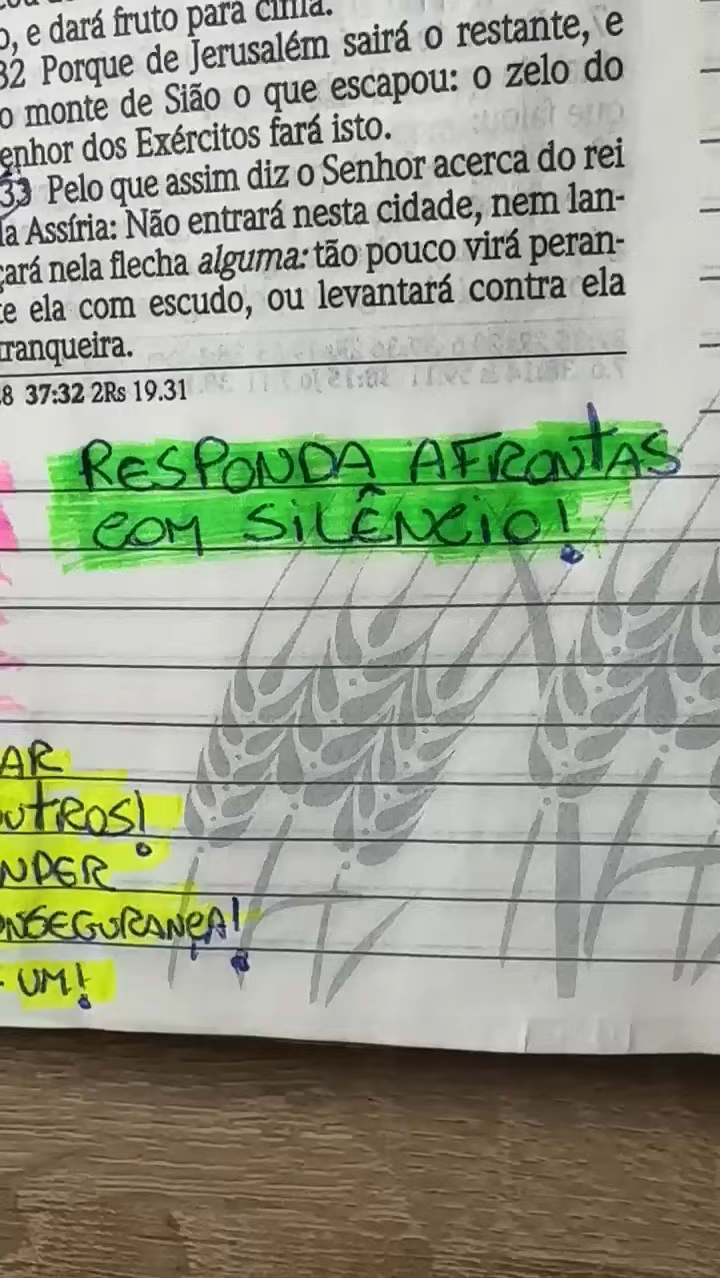 o, e dará fruto para cima.
32 Porque de Jerusalém sairá o restante, e
o monte de Sião o que escapou: o zelo do
enhor dos Exércitos fará isto.
33 Pelo que assim diz o Senhor acerca do rei
la Assíria: Não entrará nesta cidade, nem lan-
çará nela flecha alguma: tão pouco virá peran-
te ela com escudo, ou levantará contra ela
tranqueira.
8 37:32 2Rs 19.31
RESPONDA AFRONTAS
COM SILÊNCIO!
AR
OUTROS!
NDER
ONSEGURANÇA!
UM!